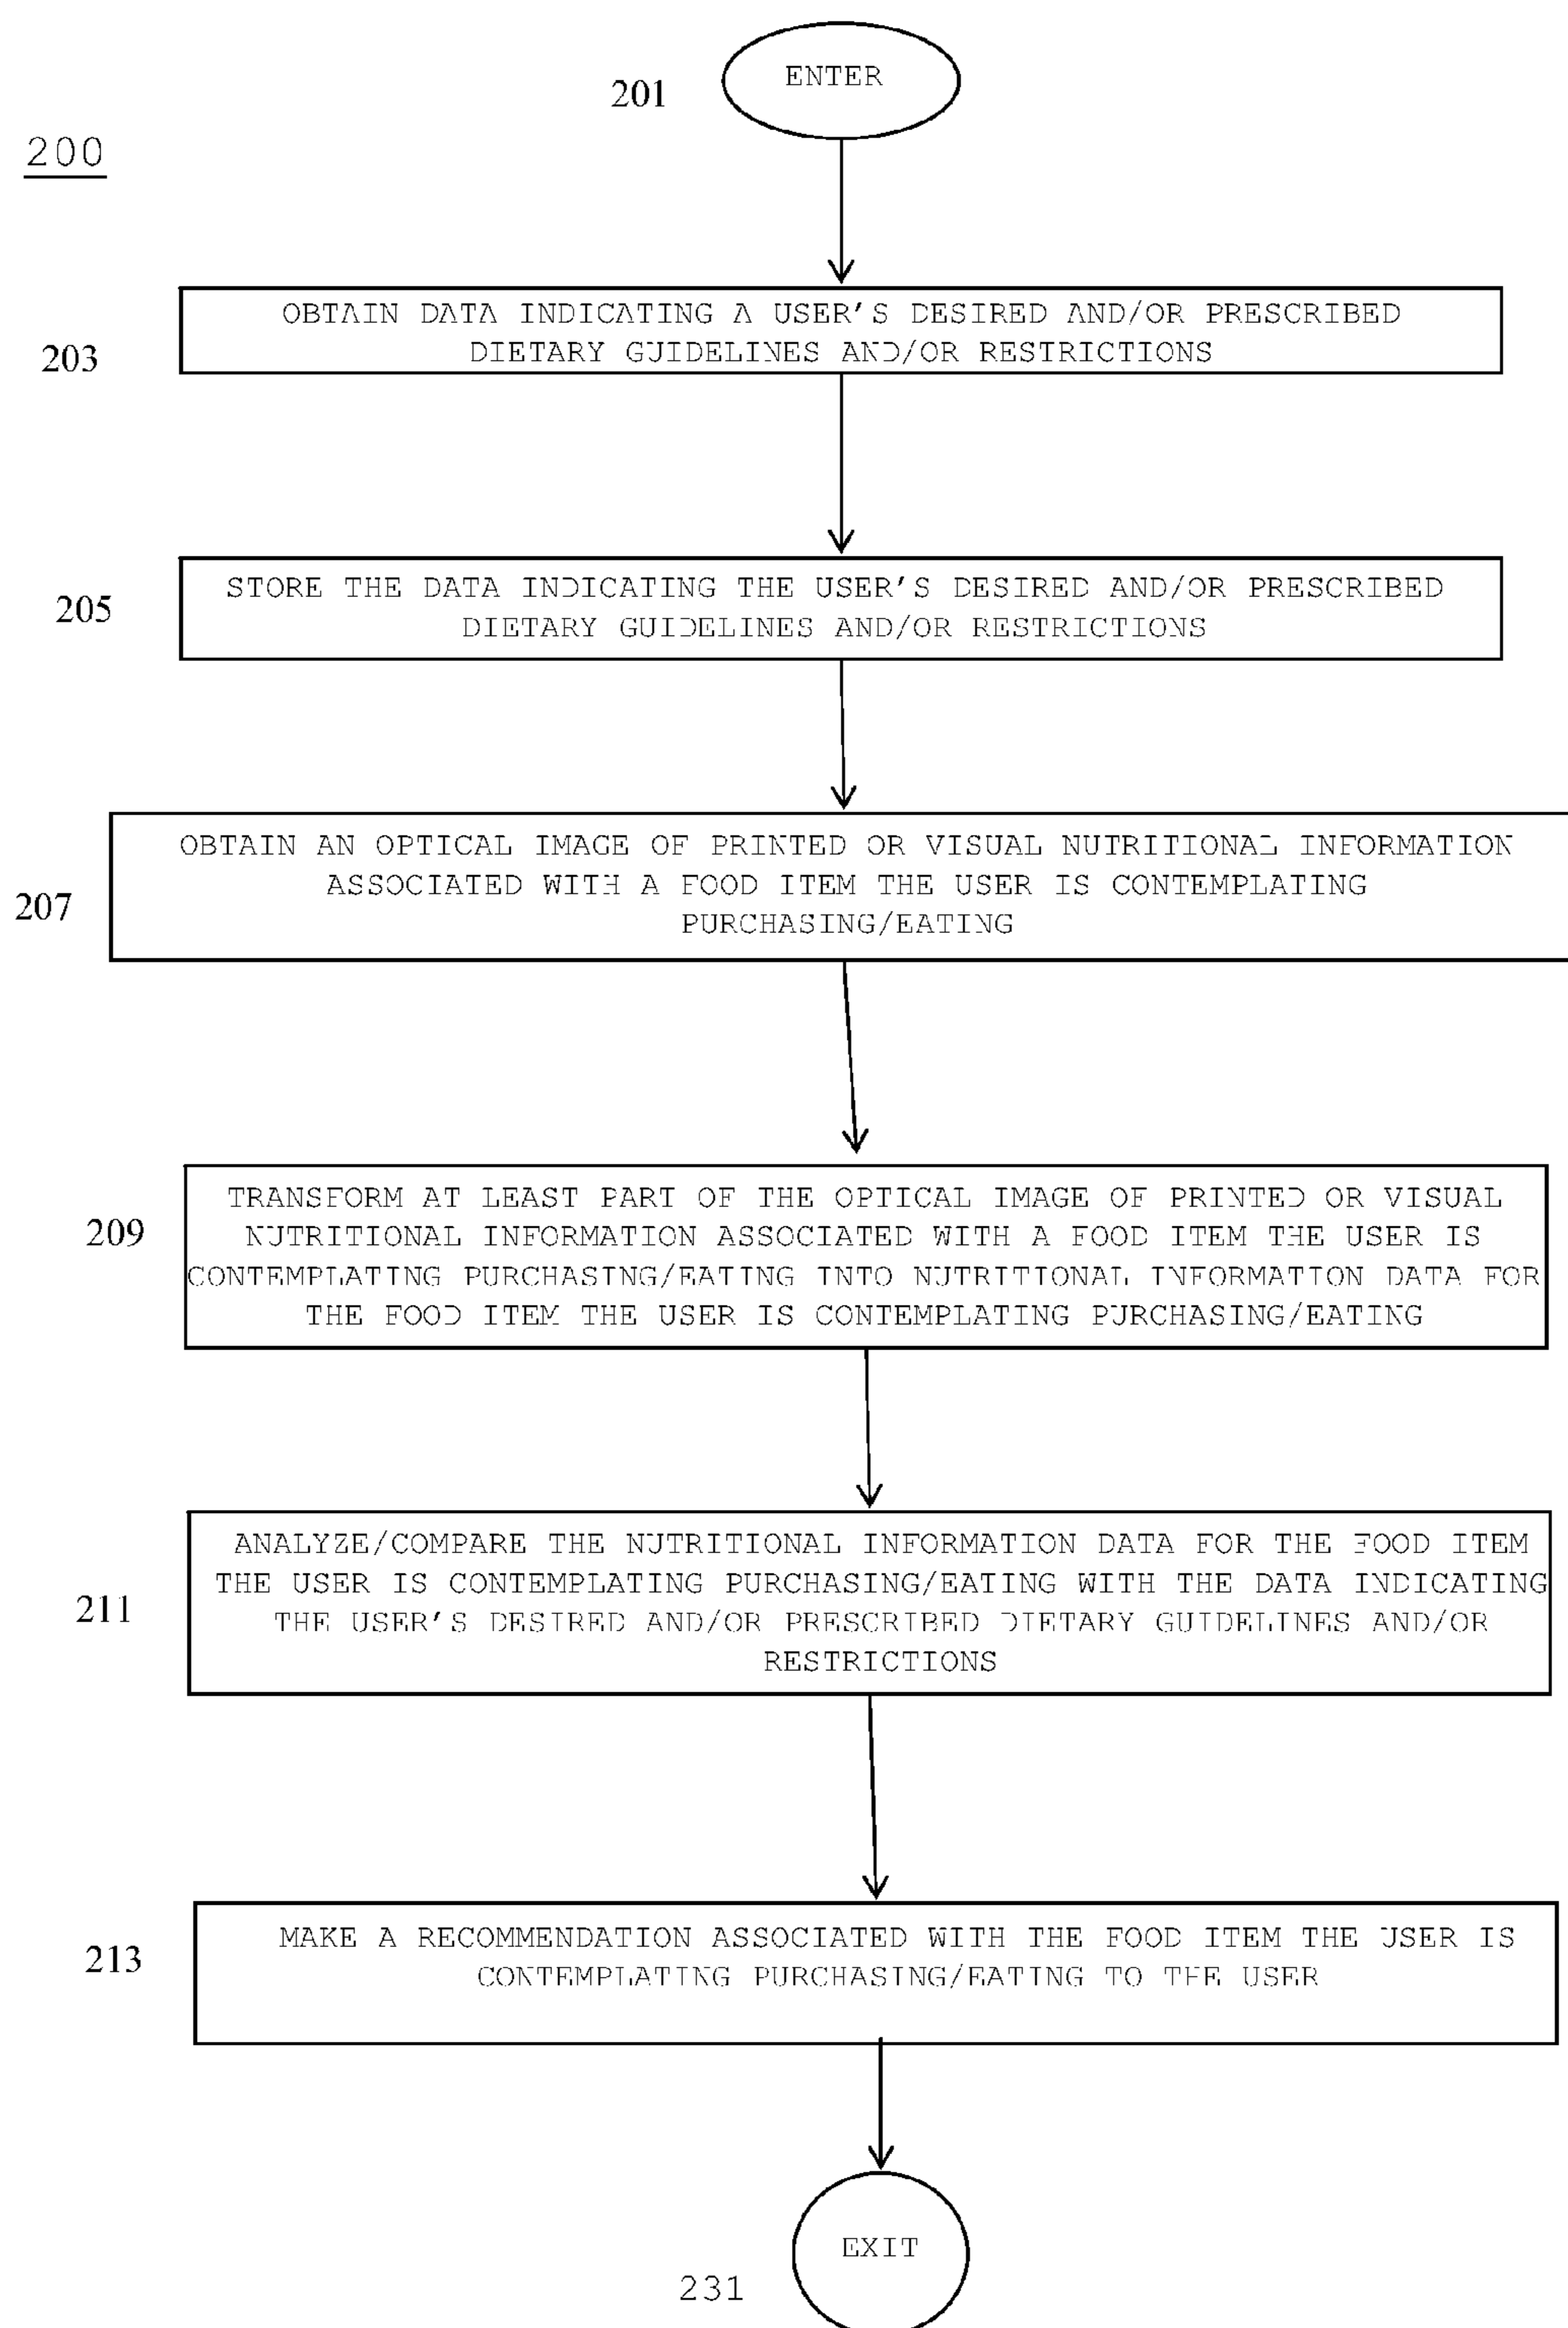 ENTER
201
200
OBTAIN DATA INDICATING A USER'S DESIRED AND/OR PRESCRIBED
DIETARY GUIDELINES AND/OR RESTRICTIONS
203
STORE THE DATA INDICATING THE USER'S DESIRED AND/OR PRESCRIBED
DIETARY GUIDELINES AND/OR RESTRICTIONS
205
OBTAIN AN OPTICAL IMAGE OF PRINTED OR VISUAL NUTRITIONAL INFORMATION
ASSOCIATED WITH A FOOD ITEM THE USER IS CONTEMPLATING
PURCHASING/EATING
207
TRANSFORM AT LEAST PART OF THE OPTICAL IMAGE OF PRINTED OR VISUAL
NUTRITIONAL INFORMATION ASSOCIATED WITH A FOOD ITEM THE USER IS
CONTEMPLATING PURCHASING/EATING INTO NUTRITIONAL INFORMATION DATA FOR
THE FOOD ITEM THE USER IS CONTEMPLATING PURCHASING/EATING
209
ANALYZE/COMPARE THE NUTRITIONAL INFORMATION DATA FOR THE FOOD ITEM
THE USER IS CONTEMPLATING PURCHASING/EATING WITH THE DATA INDICATING
THE USER'S DESIRED AND/OR PRESCRIBED DIETARY GUIDELINES AND/OR
RESTRICTIONS
211
MAKE A RECOMMENDATION ASSOCIATED WITH THE FOOD ITEM THE USER IS
CONTEMPLATING PURCHASING/EATING TO THE USER
213
EXIT
231